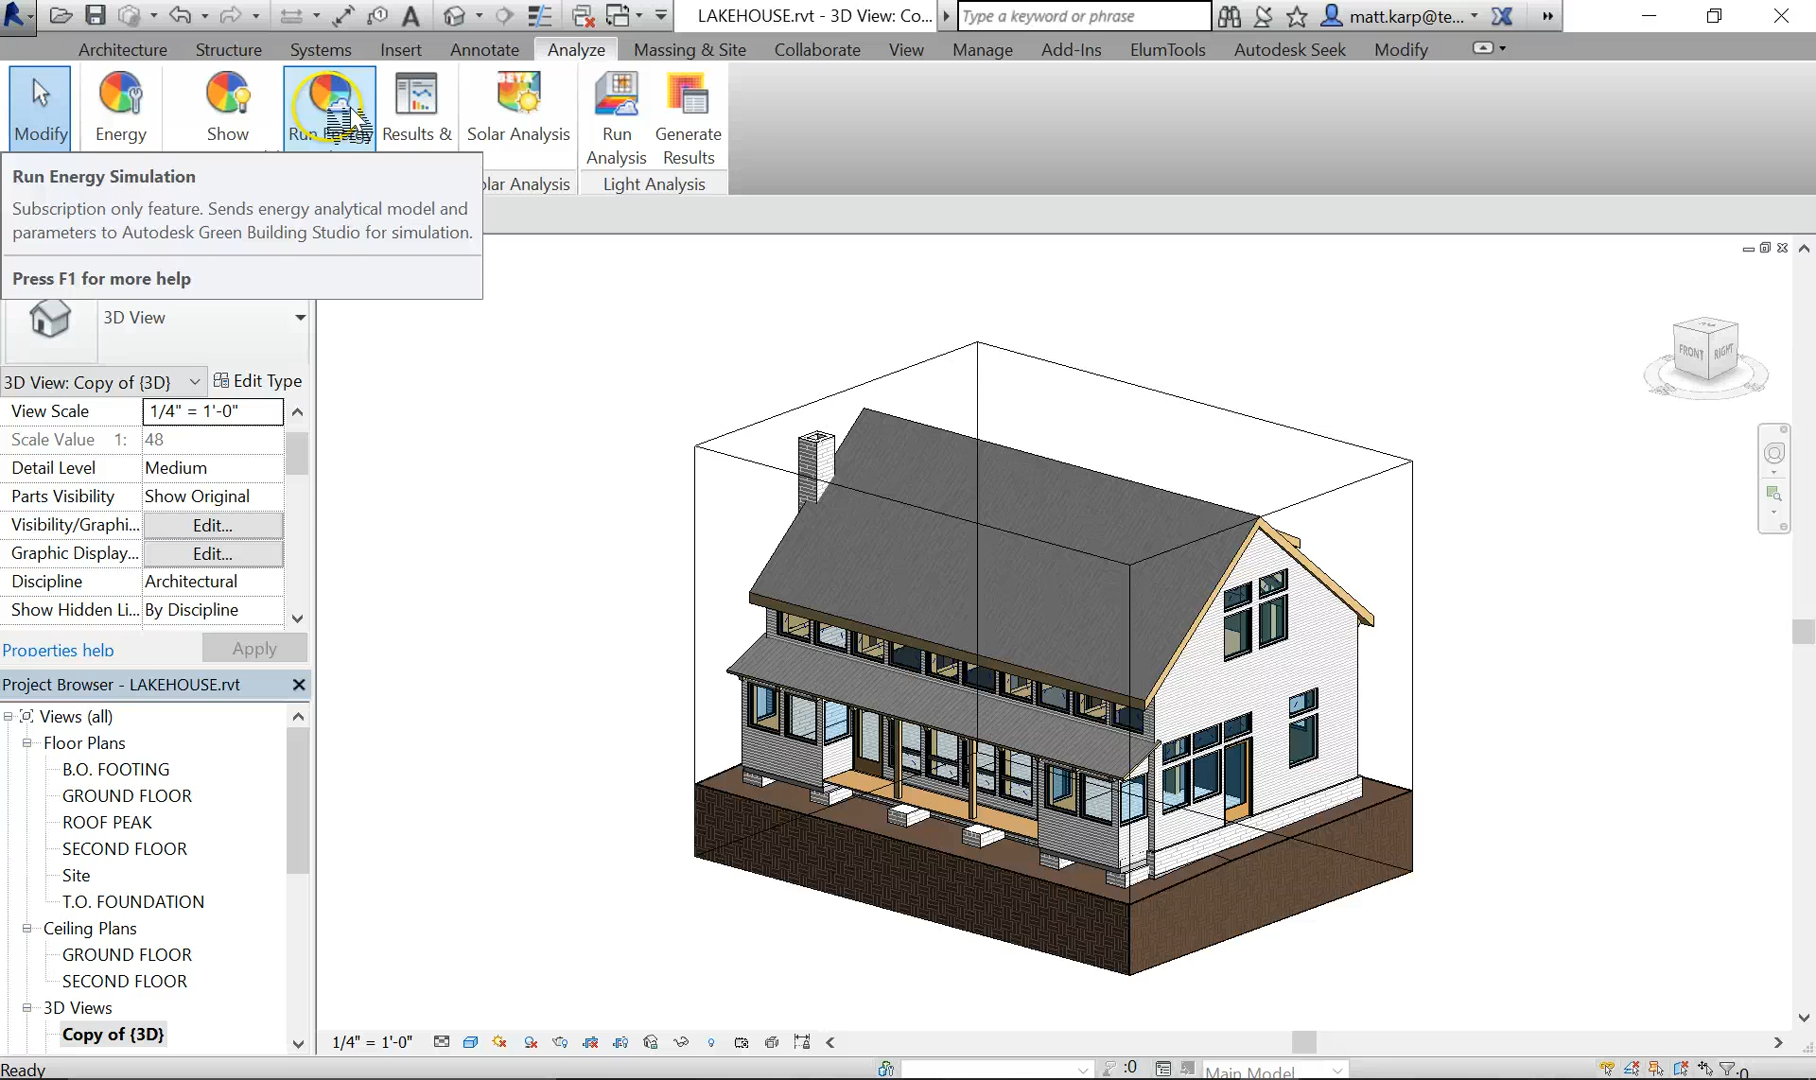 LAKEHOUSE.rvt - 3D View: Co...
Type a keyword or phrase
matt.karp@te...
Architecture Structure Systems Insert Annotate Analyze Massing & Site Collaborate View Manage Add-Ins ElumTools Autodesk Seek Modify
Modify Energy Show Run Energy Results & Solar Analysis Run Analysis Generate Results
olar Analysis Light Analysis
Run Energy Simulation
Subscription only feature. Sends energy analytical model and
parameters to Autodesk Green Building Studio for simulation.
Press F1 for more help
3D View
3D View: Copy of {3D} Edit Type
View Scale 1/4" = 1'-0"
Scale Value 1: 48
Detail Level Medium
Parts Visibility Show Original
Visibility/Graphi... Edit...
Graphic Display... Edit...
Discipline Architectural
Show Hidden Li... By Discipline
Properties help Apply
Project Browser - LAKEHOUSE.rvt
Views (all)
Floor Plans
B.O. FOOTING
GROUND FLOOR
ROOF PEAK
SECOND FLOOR
Site
T.O. FOUNDATION
Ceiling Plans
GROUND FLOOR
SECOND FLOOR
3D Views
Copy of {3D}
FRONT RIGHT
1/4" = 1'-0"
Ready
:0
Main Model
:0